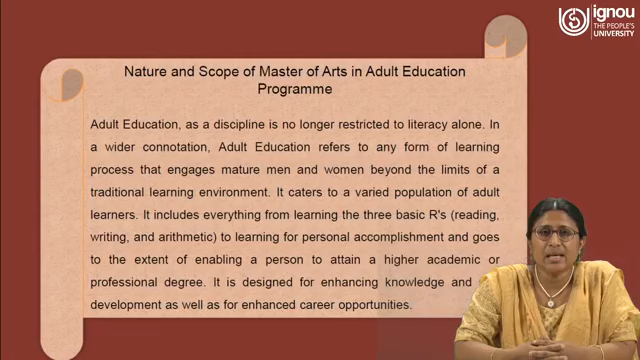 ignou
THE PEOPLE'S
UNIVERSITY
Nature and Scope of Master of Arts in Adult Education
Programme
Adult Education, as a discipline is no longer restricted to literacy alone. In
a wider connotation, Adult Education refers to any form of learning
process that engages mature men and women beyond the limits of a
traditional learning environment. It caters to a varied population of adult
learners. It includes everything from learning the three basic R's (reading,
writing, and arithmetic) to learning for personal accomplishment and goes
to the extent of enabling a person to attain a higher academic or
professional degree. It is designed for enhancing knowledge and
development as well as for enhanced career opportunities.